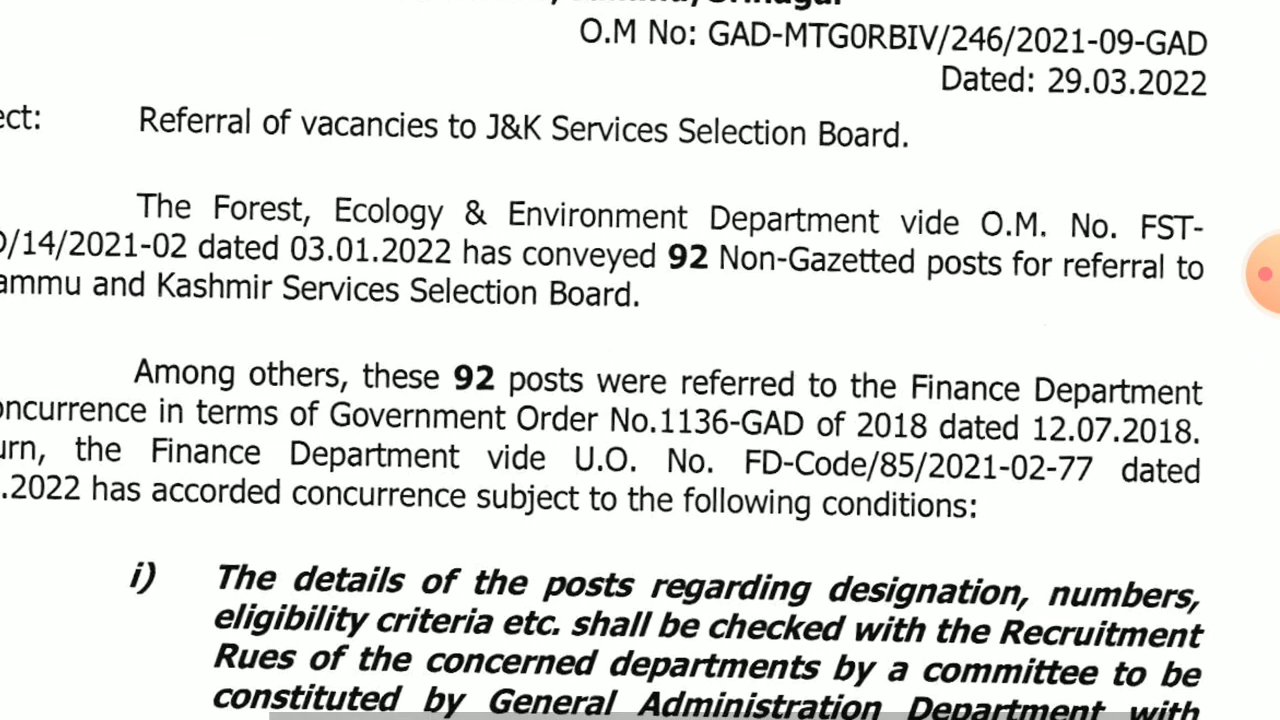 O.M No: GAD-MTG0RBIV/246/2021-09-GAD
Dated: 29.03.2022
ect: Referral of vacancies to J&K Services Selection Board.
The Forest, Ecology & Environment Department vide O.M. No. FST-
/14/2021-02 dated 03.01.2022 has conveyed 92 Non-Gazetted posts for referral to
ammu and Kashmir Services Selection Board.
Among others, these 92 posts were referred to the Finance Department
oncurrence in terms of Government Order No.1136-GAD of 2018 dated 12.07.2018.
urn, the Finance Department vide U.O. No. FD-Code/85/2021-02-77 dated
.2022 has accorded concurrence subject to the following conditions:
i) The details of the posts regarding designation, numbers,
eligibility criteria etc. shall be checked with the Recruitment
Rues of the concerned departments by a committee to be
constituted by General Administration Department with